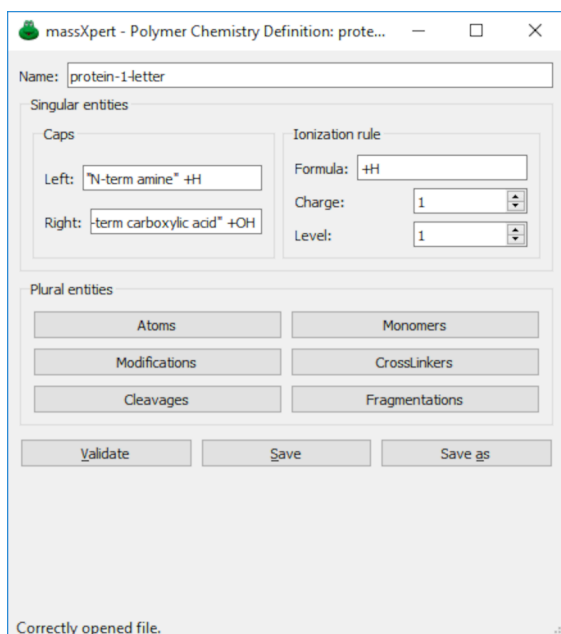 massXpert - Polymer Chemistry Definition: prote...
Name: protein-1-letter
Singular entities
Caps
Left: "N-term amine" +H
Right: -term carboxylic acid" +OH
Ionization rule
Formula: +H
Charge: 1
Level: 1
Plural entities
Atoms
Monomers
Modifications
CrossLinkers
Cleavages
Fragmentations
Validate
Save
Save as
Correctly opened file.